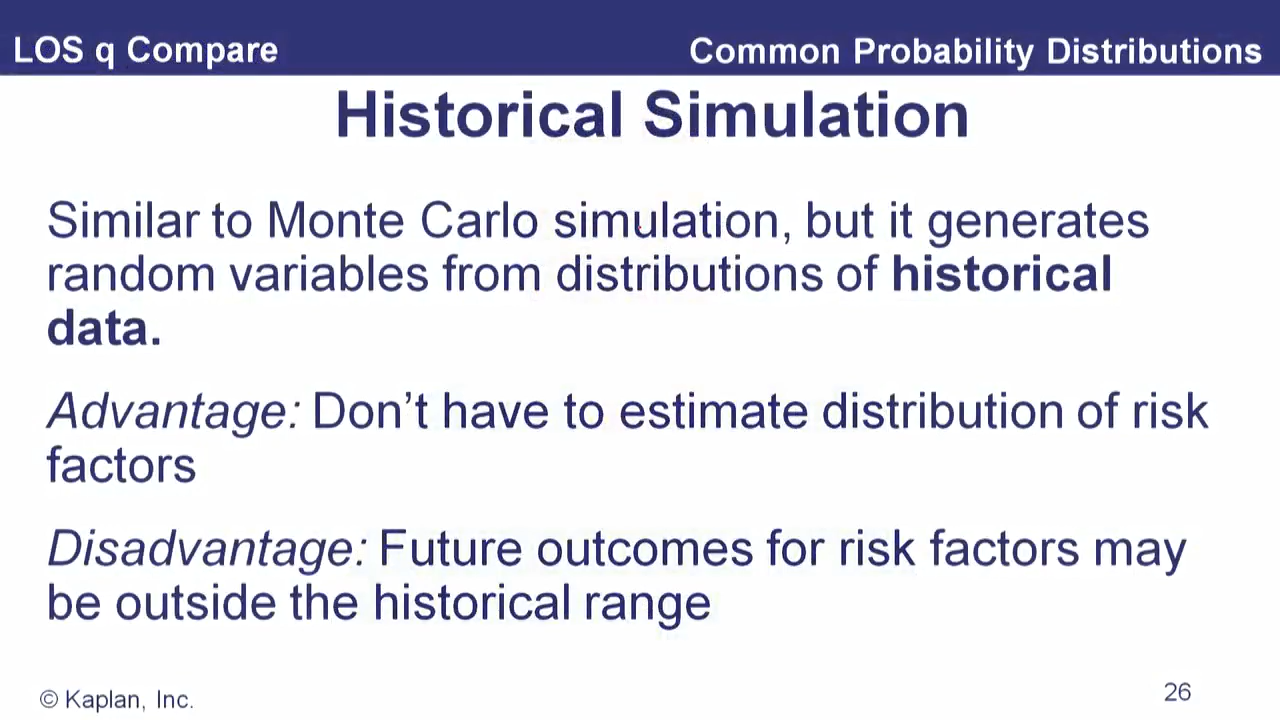 LOS q Compare
Common Probability Distributions
Historical Simulation
Similar to Monte Carlo simulation, but it generates
random variables from distributions of historical
data.
Advantage: Don’t have to estimate distribution of risk
factors
Disadvantage: Future outcomes for risk factors may
be outside the historical range
© Kaplan, Inc.
26